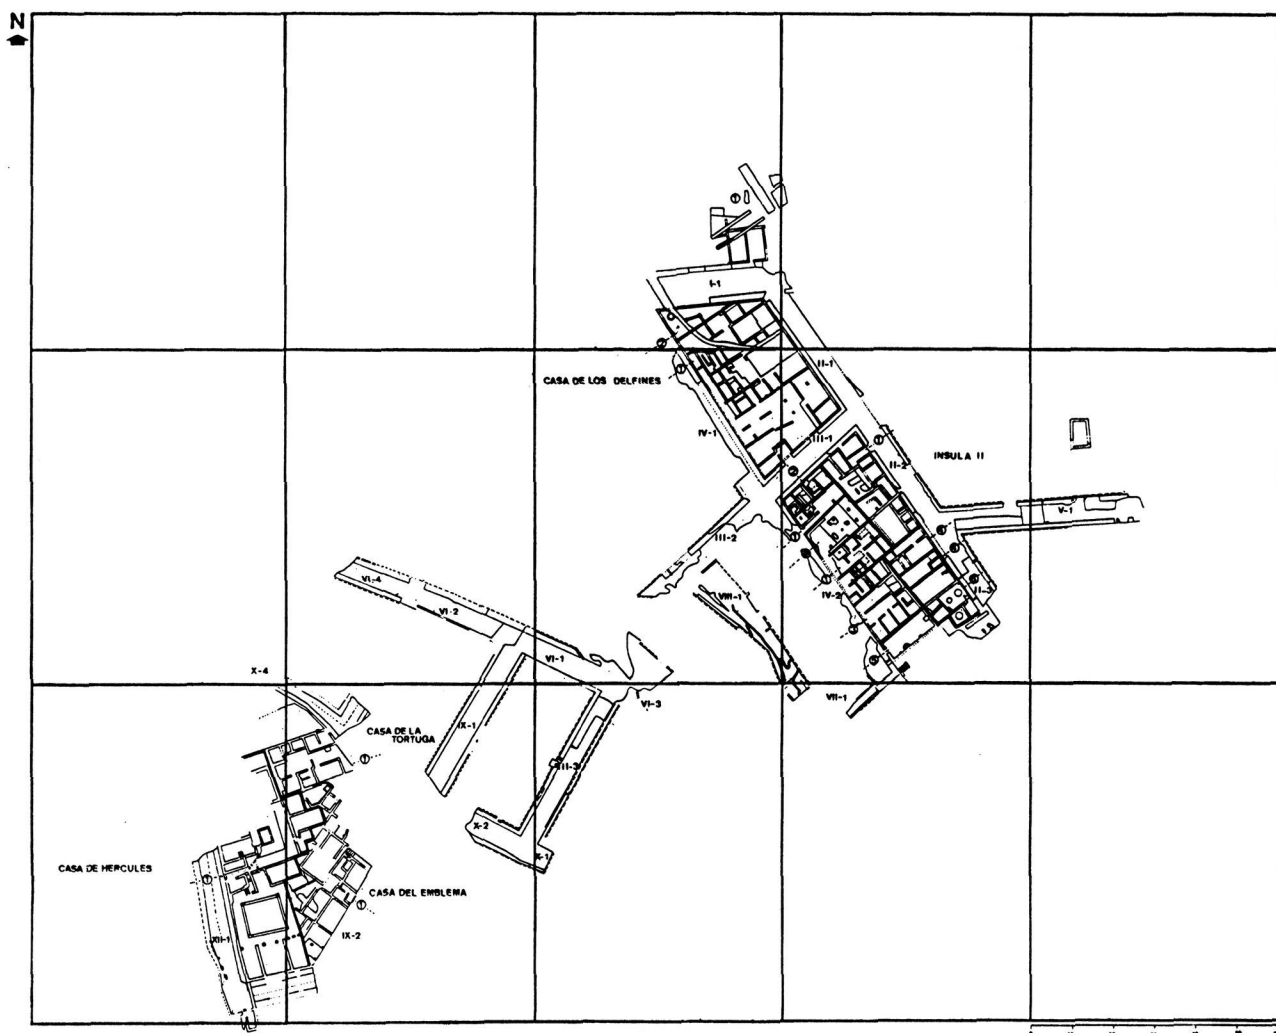 N
I-1
CASA DE LOS DELFINES
II-1
IV-1
III-1
INSULA II
II-2
V-1
III-2
VI-4
VI-2
VIII-1
IV-2
II-3
VI-1
X-4
VI-3
VII-1
IX-1
CASA DE LA
TORTUGA
X-2
X-1
CASA DE HERCULES
CASA DEL EMBLEMA
IX-2
XII-1